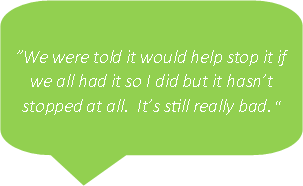 "We were told it would help stop it if
we all had it so I did but it hasn't
stopped at all.  It's still really bad. "